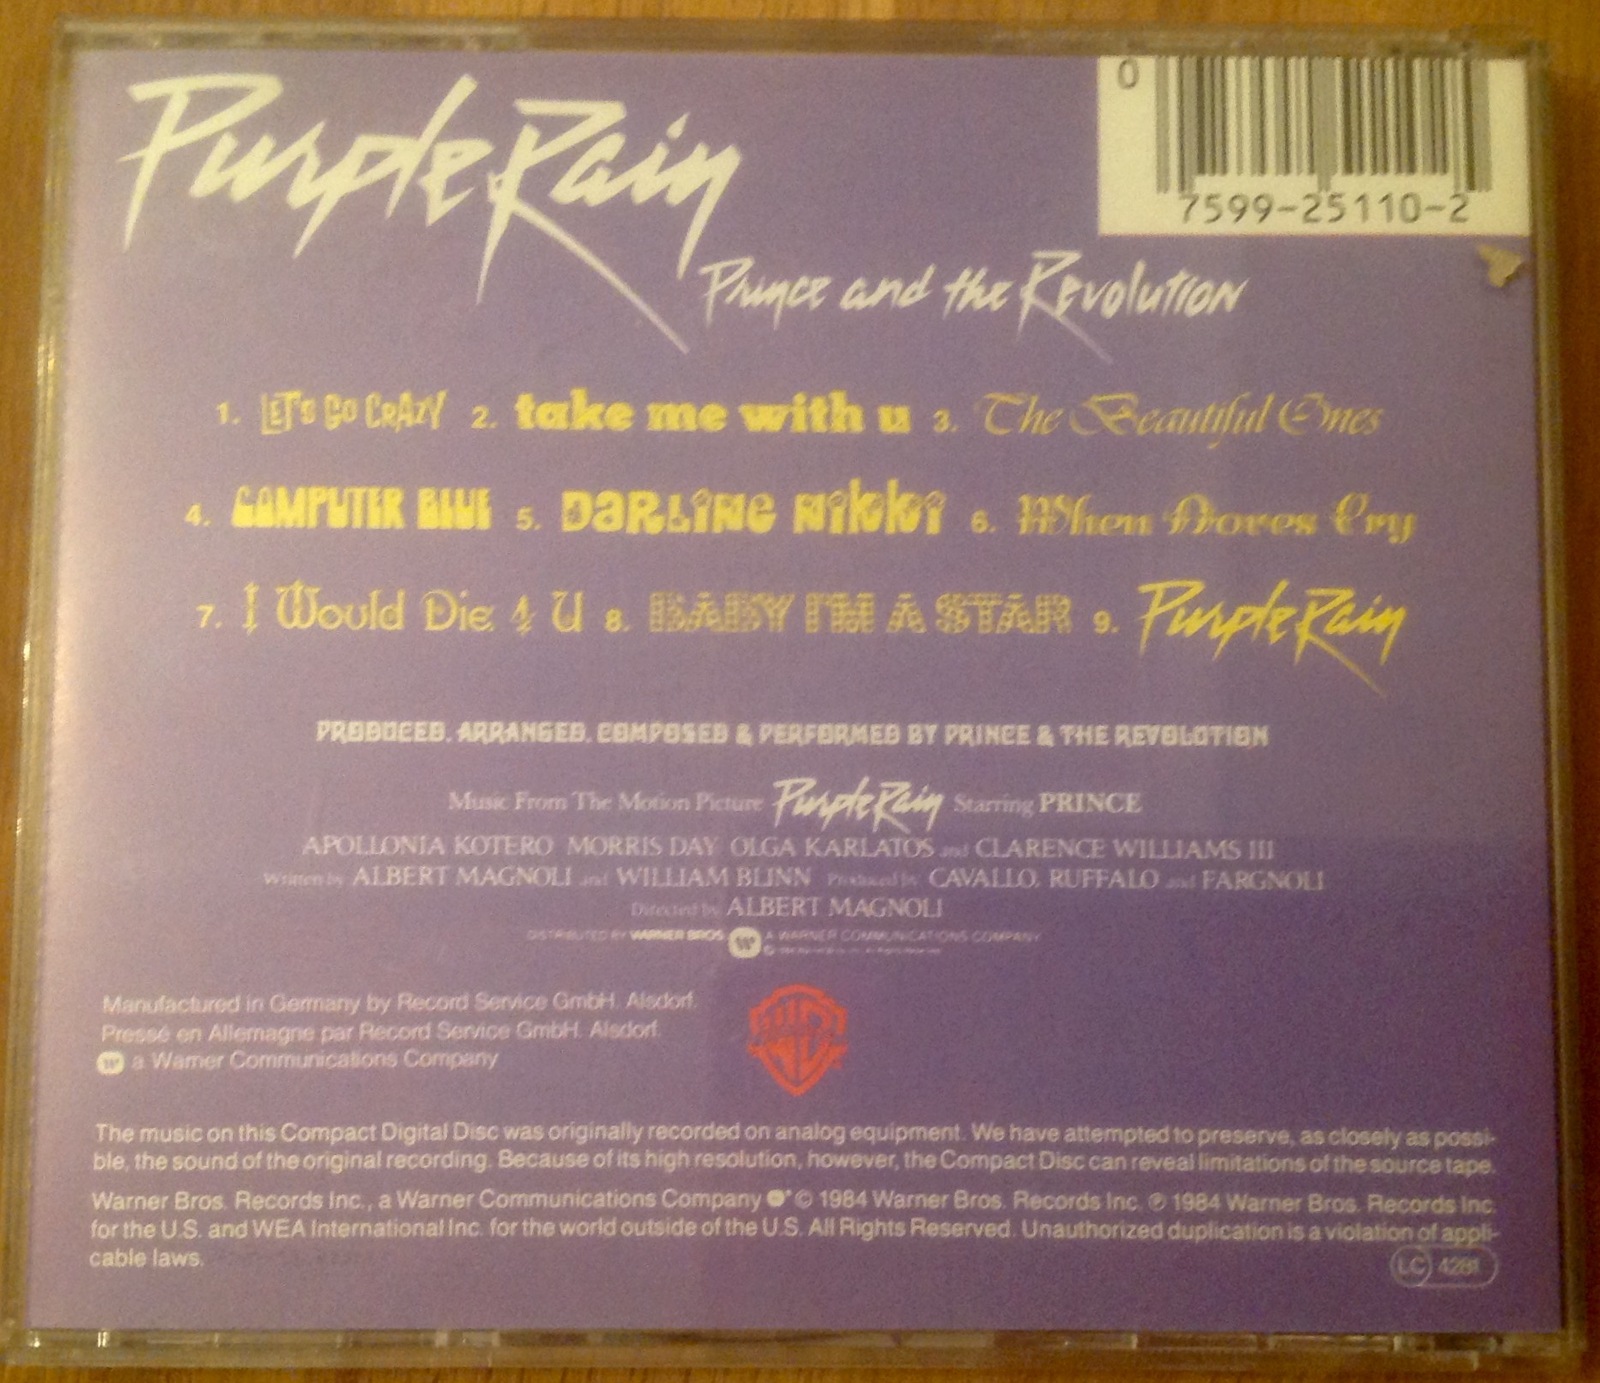 Purple Rain
0
7599-25110-2
Prince and the Revolution
1. LET'S GO CRAZY 2. take me with u 3. The Beautiful Ones
4. COMPUTER BLUE 5. DARLING NIKKI 6. When Doves Cry
7. I Would Die 4 U 8. BABY I'M A STAR 9. Purple Rain
PRODUCED, ARRANGED, COMPOSED & PERFORMED BY PRINCE & THE REVOLUTION
Music From The Motion Picture Purple Rain Starring PRINCE
APOLLONIA KOTERO MORRIS DAY OLGA KARLATOS and CLARENCE WILLIAMS III
Written by ALBERT MAGNOLI and WILLIAM BLINN Produced by CAVALLO, RUFFALO and FARGNOLI
Directed by ALBERT MAGNOLI
DISTRIBUTED BY WARNER BROS. A WARNER COMMUNICATIONS COMPANY
Manufactured in Germany by Record Service GmbH. Alsdorf.
Pressé en Allemagne par Record Service GmbH. Alsdorf.
a Warner Communications Company
The music on this Compact Digital Disc was originally recorded on analog equipment. We have attempted to preserve, as closely as possi-
ble, the sound of the original recording. Because of its high resolution, however, the Compact Disc can reveal limitations of the source tape.
Warner Bros. Records Inc., a Warner Communications Company © 1984 Warner Bros. Records Inc. ℗ 1984 Warner Bros. Records Inc.
for the U.S. and WEA International Inc. for the world outside of the U.S. All Rights Reserved. Unauthorized duplication is a violation of appli-
cable laws.
LC 4281